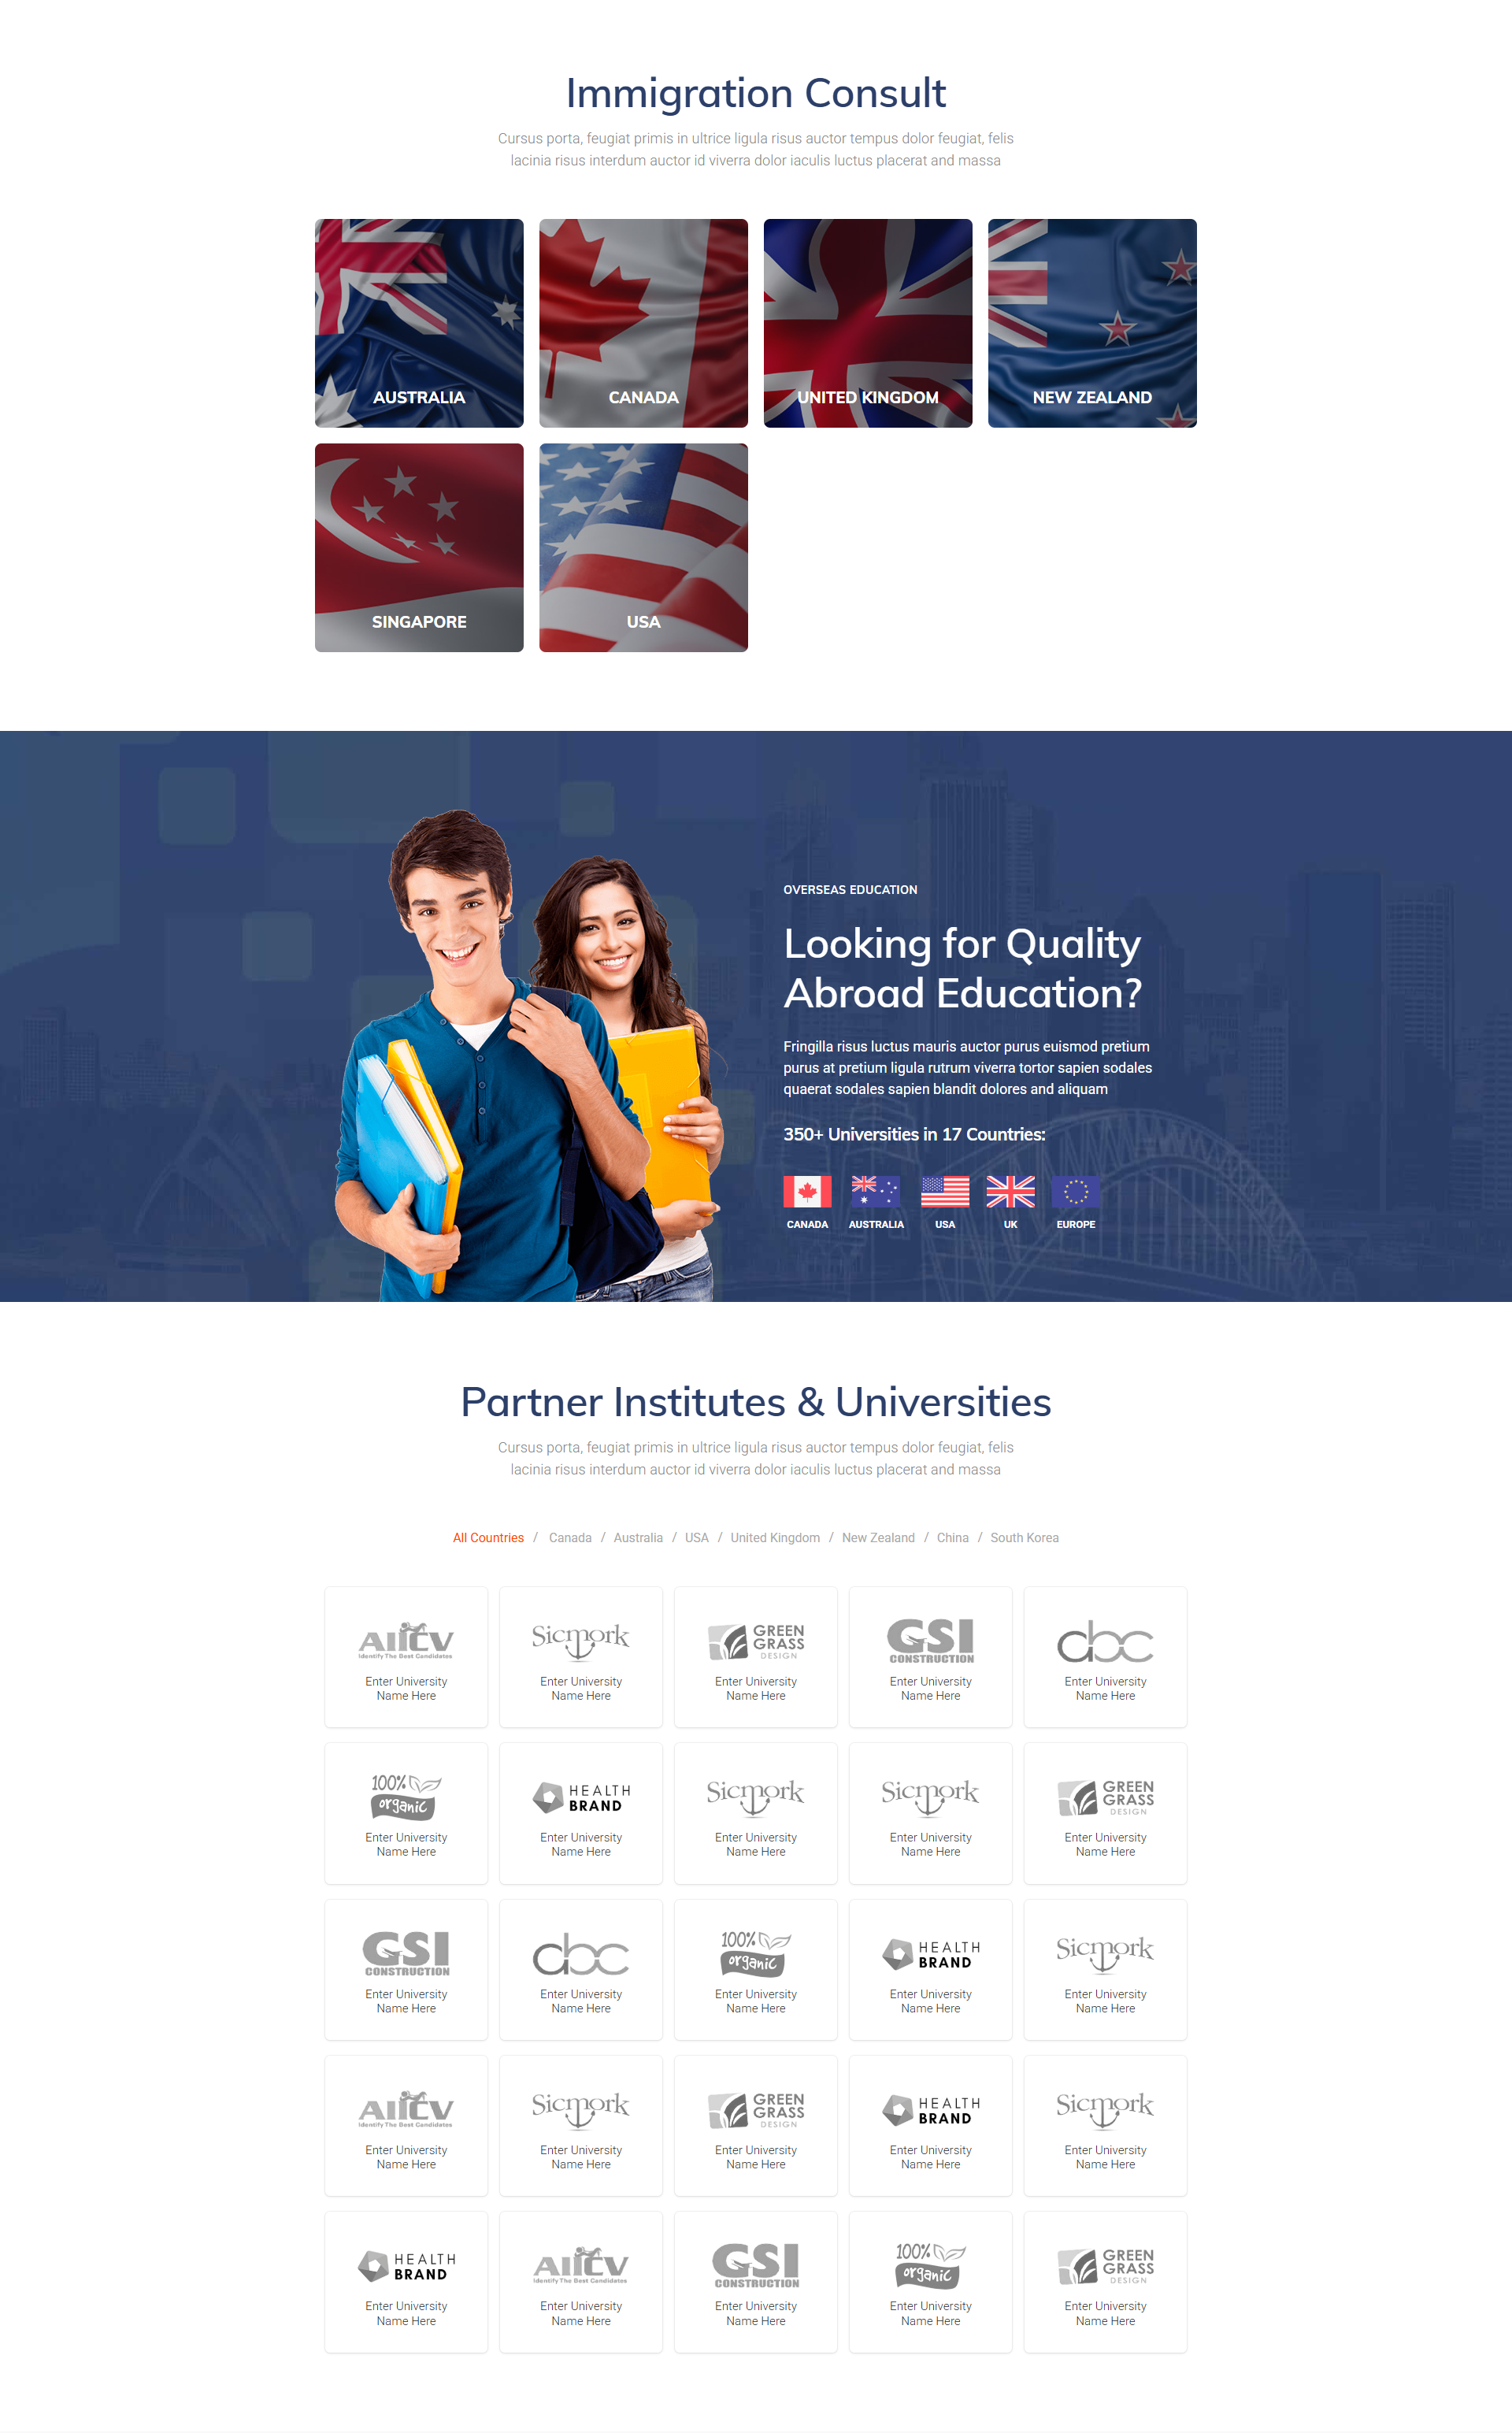 Immigration Consult
Cursus porta, feugiat primis in ultrice ligula risus auctor tempus dolor feugiat, felis
lacinia risus interdum auctor id viverra dolor iaculis luctus placerat and massa
AUSTRALIA
CANADA
UNITED KINGDOM
NEW ZEALAND
SINGAPORE
USA
OVERSEAS EDUCATION
Looking for Quality
Abroad Education?
Fringilla risus luctus mauris auctor purus euismod pretium
purus at pretium ligula rutrum viverra tortor sapien sodales
quaerat sodales sapien blandit dolores and aliquam
350+ Universities in 17 Countries:
CANADA AUSTRALIA USA UK EUROPE
Partner Institutes & Universities
Cursus porta, feugiat primis in ultrice ligula risus auctor tempus dolor feugiat, felis
lacinia risus interdum auctor id viverra dolor iaculis luctus placerat and massa
All Countries / Canada / Australia / USA / United Kingdom / New Zealand / China / South Korea
AllCV
Identify The Best Candidates
Enter University
Name Here
Sicmork
Enter University
Name Here
GREEN
GRASS
DESIGN
Enter University
Name Here
GSI
CONSTRUCTION
Enter University
Name Here
abc
Enter University
Name Here
100%
organic
Enter University
Name Here
HEALTH
BRAND
Enter University
Name Here
Sicmork
Enter University
Name Here
Sicmork
Enter University
Name Here
GREEN
GRASS
DESIGN
Enter University
Name Here
GSI
CONSTRUCTION
Enter University
Name Here
abc
Enter University
Name Here
100%
organic
Enter University
Name Here
HEALTH
BRAND
Enter University
Name Here
Sicmork
Enter University
Name Here
AllCV
Identify The Best Candidates
Enter University
Name Here
Sicmork
Enter University
Name Here
GREEN
GRASS
DESIGN
Enter University
Name Here
HEALTH
BRAND
Enter University
Name Here
Sicmork
Enter University
Name Here
HEALTH
BRAND
Enter University
Name Here
AllCV
Identify The Best Candidates
Enter University
Name Here
GSI
CONSTRUCTION
Enter University
Name Here
100%
organic
Enter University
Name Here
GREEN
GRASS
DESIGN
Enter University
Name Here